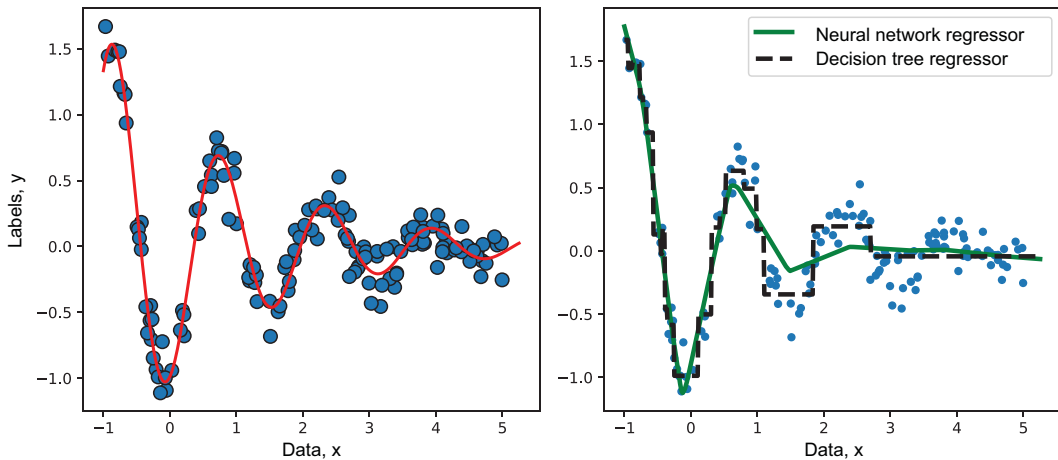 Labels, y
1.5
1.0
0.5
0.0
−0.5
−1.0
−1 0 1 2 3 4 5
Data, x
Neural network regressor
Decision tree regressor
1.5
1.0
0.5
0.0
−0.5
−1.0
−1 0 1 2 3 4 5
Data, x